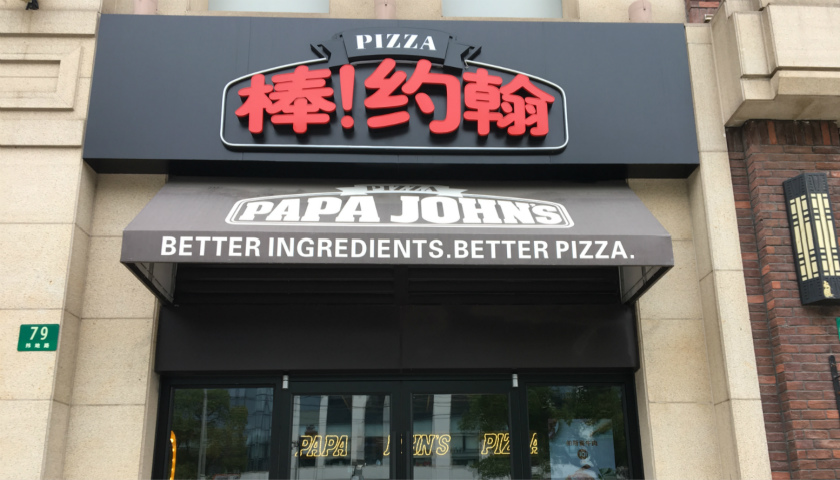 PIZZA
棒!约翰
PIZZA
PAPA JOHN'S
BETTER INGREDIENTS.BETTER PIZZA.
79
PAPA JOHN'S PIZZA